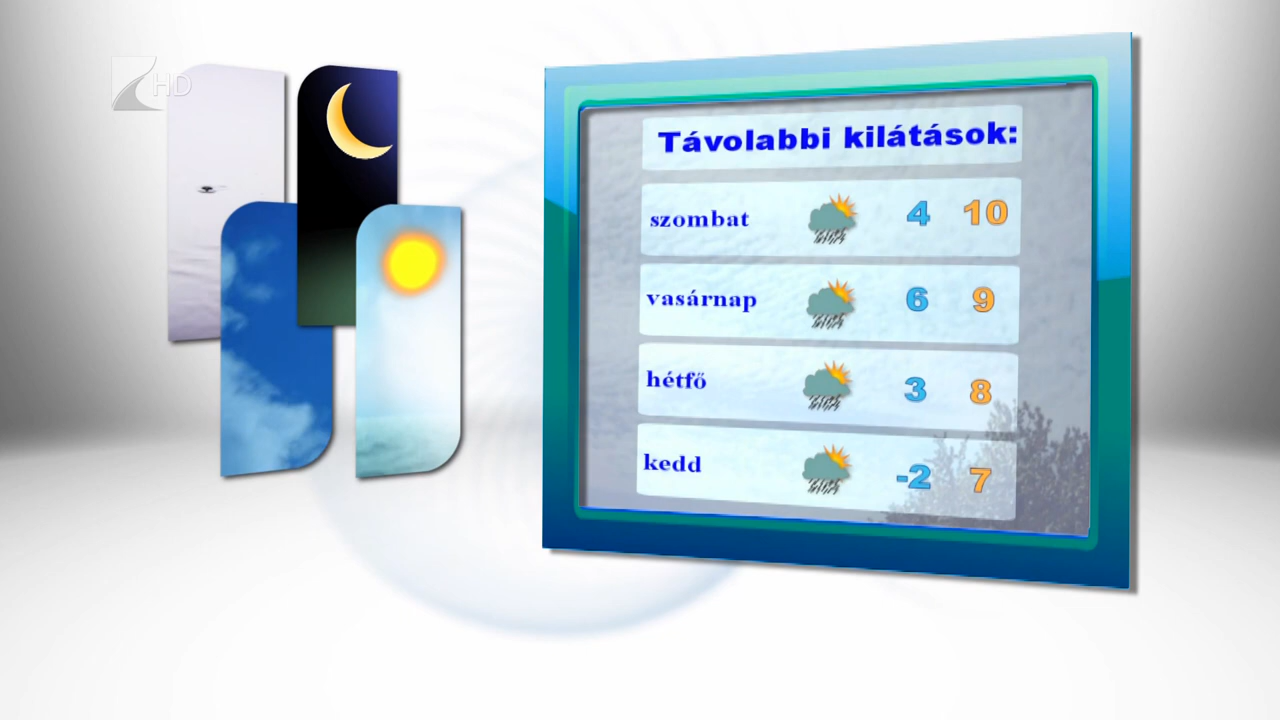 HD
Távolabbi kilátások:
szombat 4 10
vasárnap 6 9
hétfő 3 8
kedd -2 7